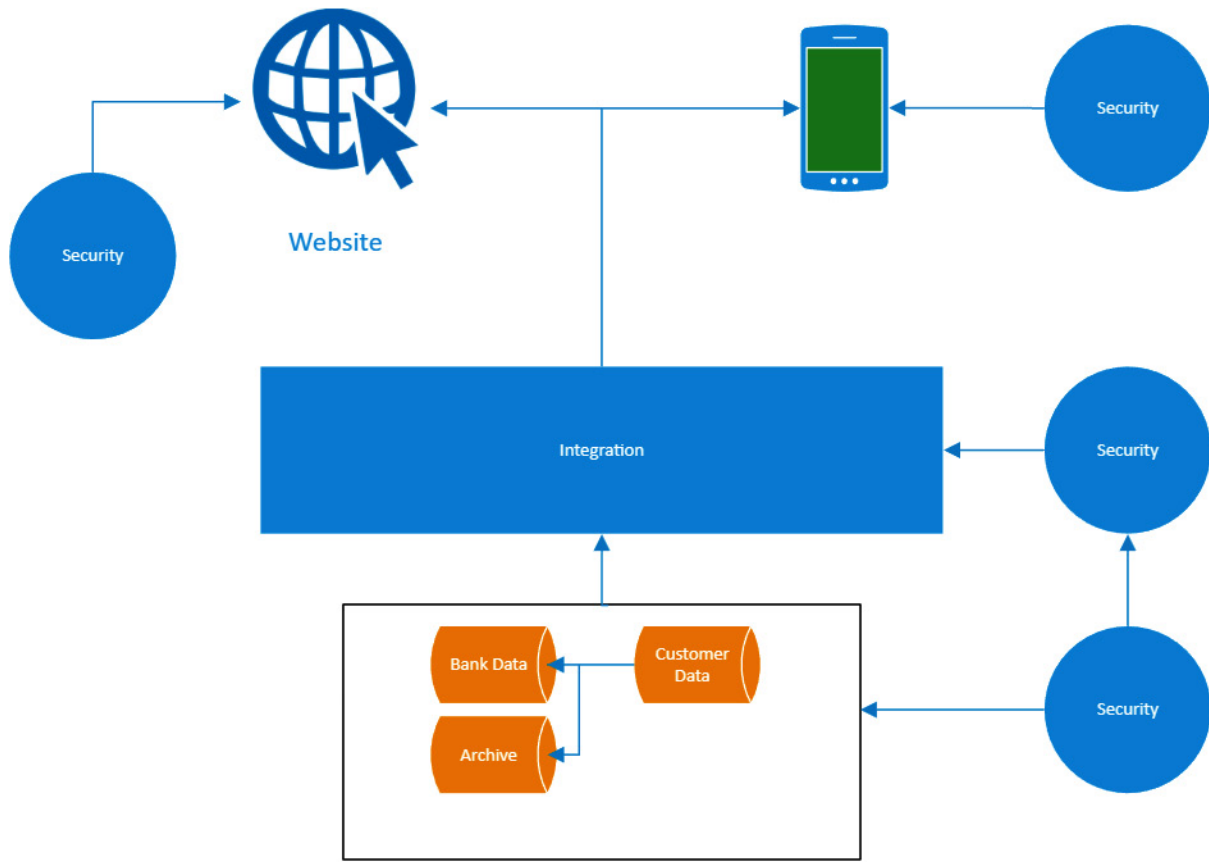 Security
Website
Security
Integration
Security
Bank Data
Customer
Data
Archive
Security